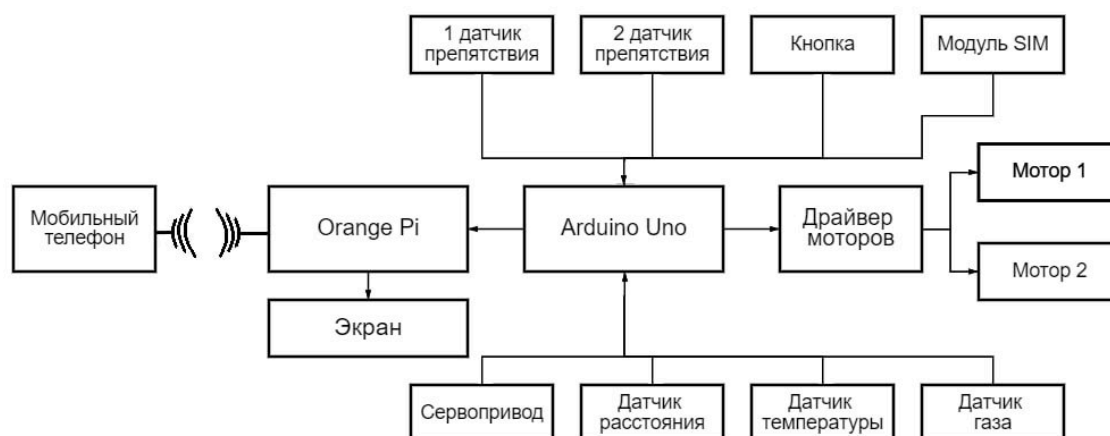 1 датчик
препятствия
2 датчик
препятствия
Кнопка
Модуль SIM
Мобильный
телефон
Orange Pi
Arduino Uno
Драйвер
моторов
Мотор 1
Мотор 2
Экран
Сервопривод
Датчик
расстояния
Датчик
температуры
Датчик
газа